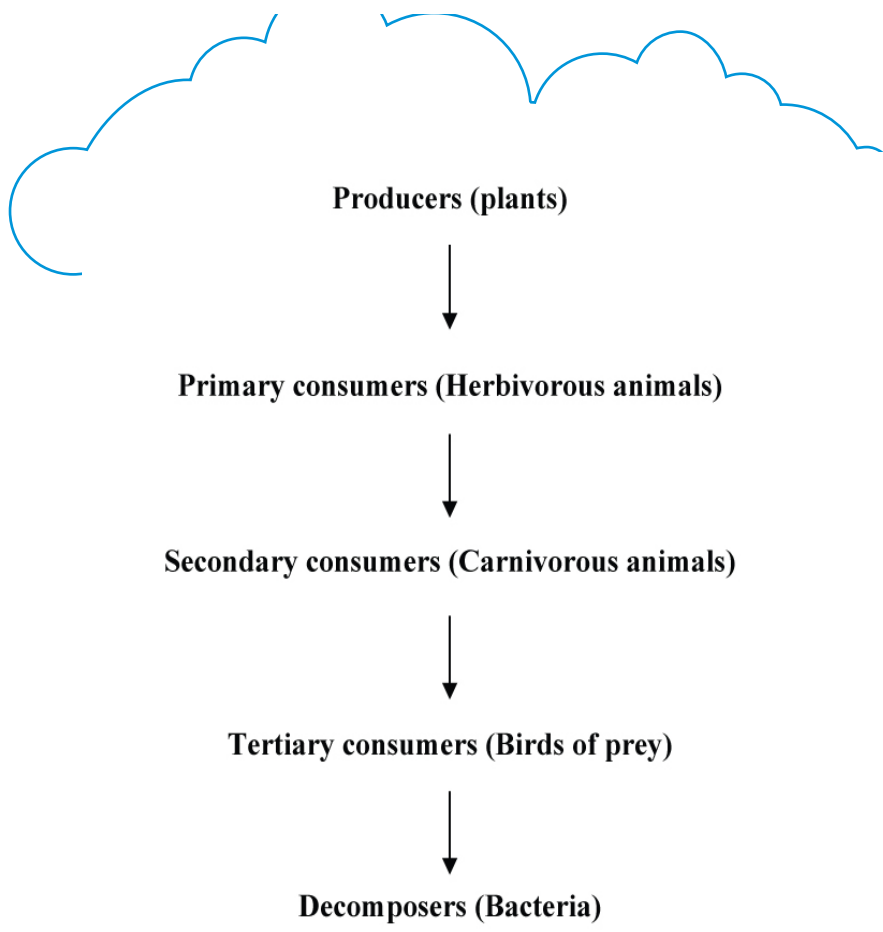 Producers (plants)
Primary consumers (Herbivorous animals)
Secondary consumers (Carnivorous animals)
Tertiary consumers (Birds of prey)
Decomposers (Bacteria)